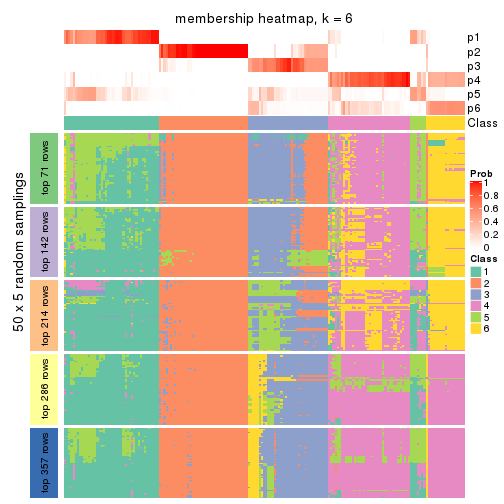 membership heatmap, k = 6
p1
p2
p3
p4
p5
p6
Class
50 x 5 random samplings
top 71 rows
top 142 rows
top 214 rows
top 286 rows
top 357 rows
Prob
1
0.8
0.6
0.4
0.2
0
Class
1
2
3
4
5
6